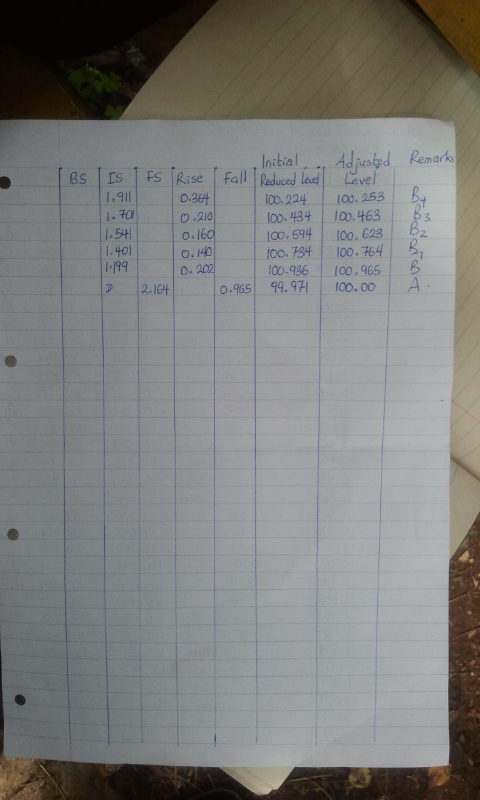 Initial Adjusted Remarks
BS IS FS Rise Fall Reduced level Level
1.911 0.364 100.224 100.253 B4
1.701 0.210 100.434 100.463 B3
1.541 0.160 100.594 100.623 B2
1.401 0.140 100.734 100.764 B1
1.199 0.202 100.936 100.965 B
2.164 0.965 99.971 100.00 A.